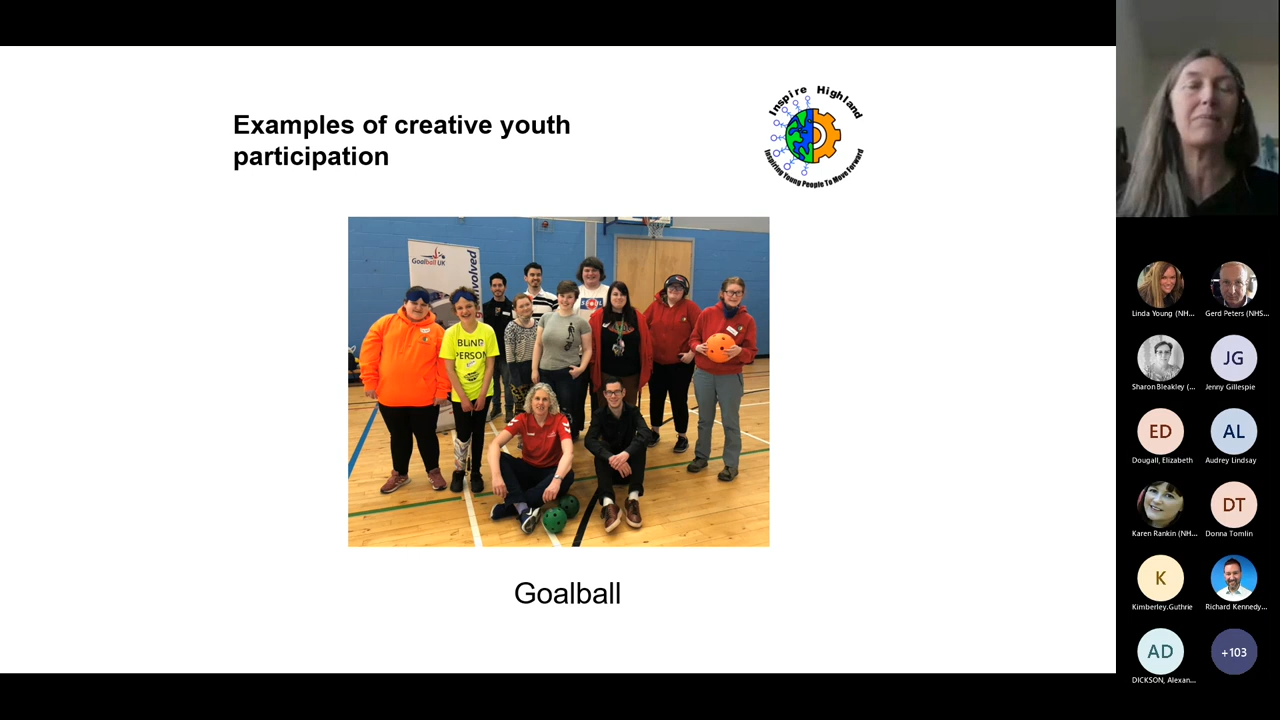 Examples of creative youth
participation
Inspire Highland
Inspiring Young People To Move Forward
Goalball UK
BLIND
PERSON
Goalball
Linda Young (NH...
Gerd Peters (NHS...
Sharon Bleakley (...
JG
Jenny Gillespie
ED
Dougall, Elizabeth
AL
Audrey Lindsay
Karen Rankin (NH...
DT
Donna Tomlin
K
Kimberley.Guthrie
Richard Kennedy...
AD
DICKSON, Alexan...
+103